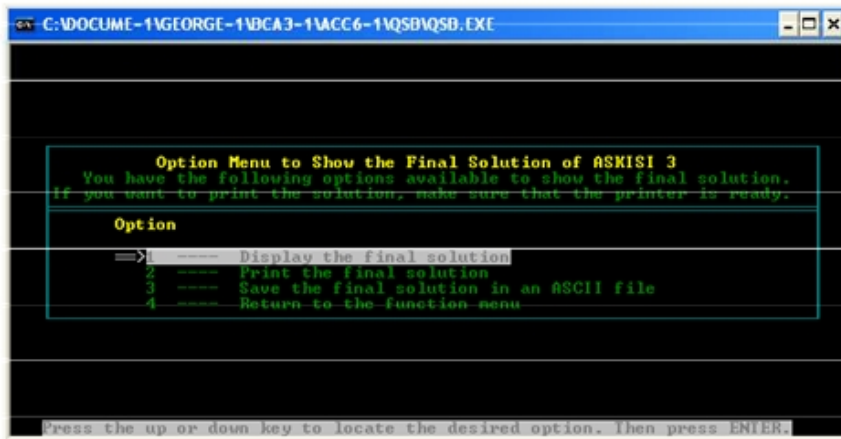 C:\DOCUME~1\GEORGE~1\BCA3-1\ACC6-1\QSB\QSB.EXE
Option Menu to Show the Final Solution of ASKISI 3
You have the following options available to show the final solution.
If you want to print the solution, make sure that the printer is ready.
Option
==>1 ---- Display the final solution
2 ---- Print the final solution
3 ---- Save the final solution in an ASCII file
4 ---- Return to the function menu
Press the up or down key to locate the desired option. Then press ENTER.